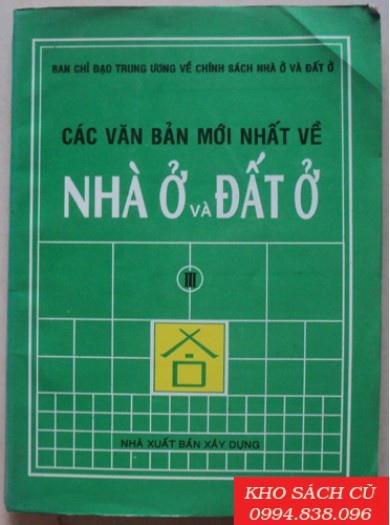 BAN CHỈ ĐẠO TRUNG ƯƠNG VỀ CHÍNH SÁCH NHÀ Ở VÀ ĐẤT Ở
CÁC VĂN BẢN MỚI NHẤT VỀ
NHÀ Ở VÀ ĐẤT Ở
III
NHÀ XUẤT BẢN XÂY DỰNG
KHO SÁCH CŨ
0994.838.096